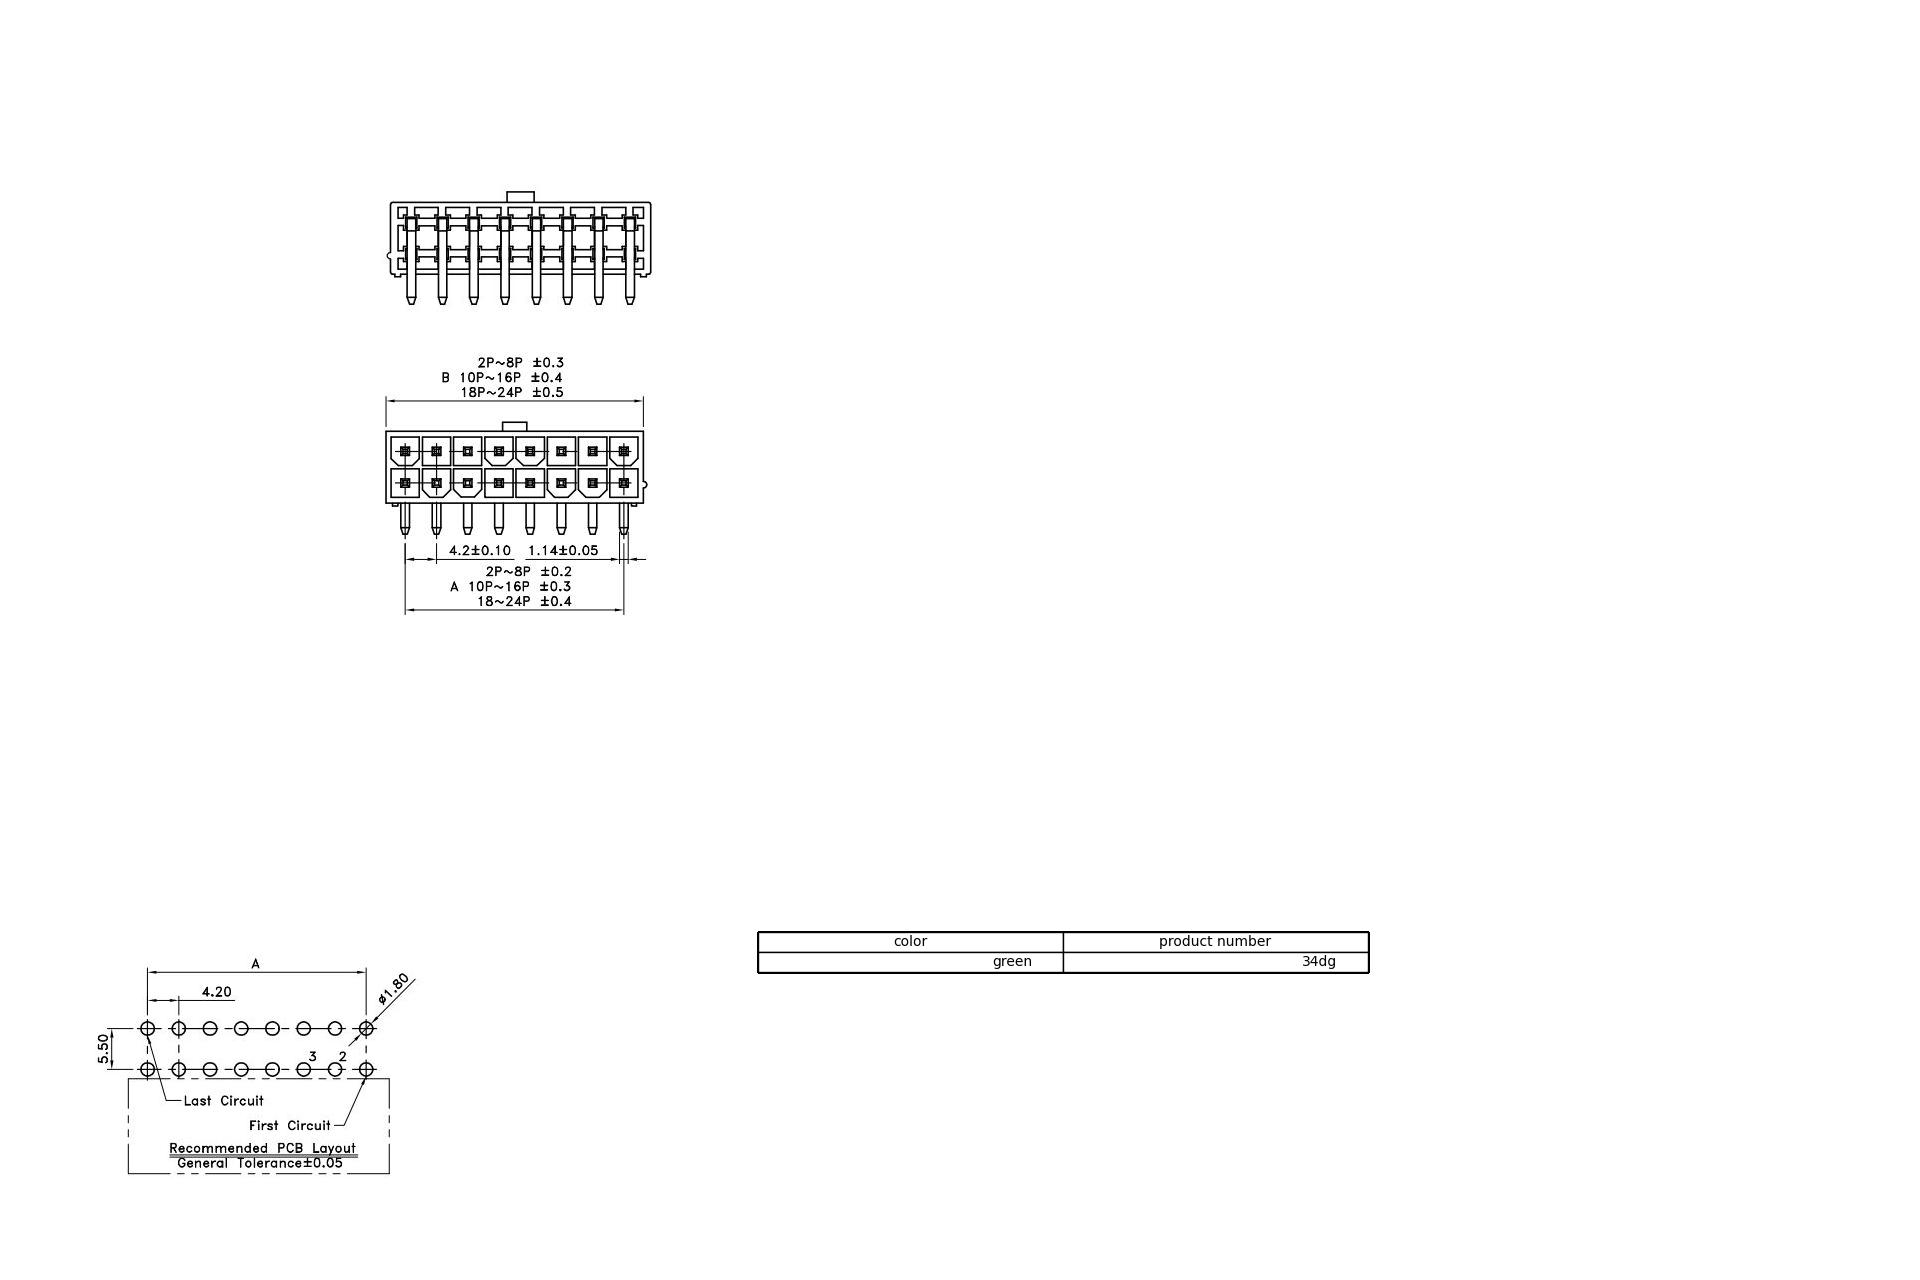 2P~8P ±0.3
B 10P~16P ±0.4
18P~24P ±0.5
4.2±0.10 1.14±0.05
2P~8P ±0.2
A 10P~16P ±0.3
18~24P ±0.4
color product number
green 34dg
A
4.20
ø1.80
5.50
3 2
Last Circuit
First Circuit
Recommended PCB Layout
General Tolerance±0.05